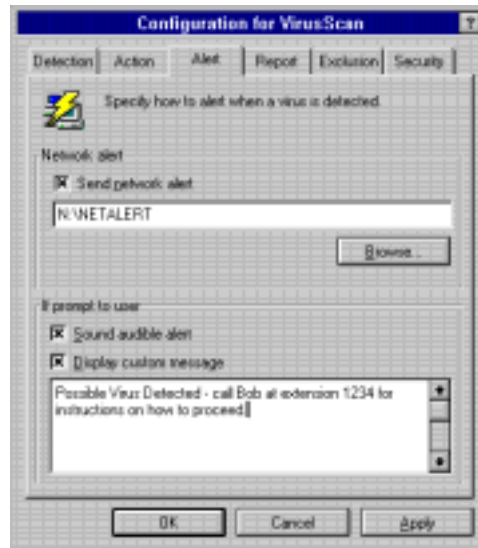 Configuration for VirusScan
?
Detection Action Alert Report Exclusion Security
Specify how to alert when a virus is detected.
Network alert
Send network alert
N:\NETALERT
Browse...
If prompt to user
Sound audible alert
Display custom message
Possible Virus Detected - call Bob at extension 1234 for
instructions on how to proceed.
OK Cancel Apply